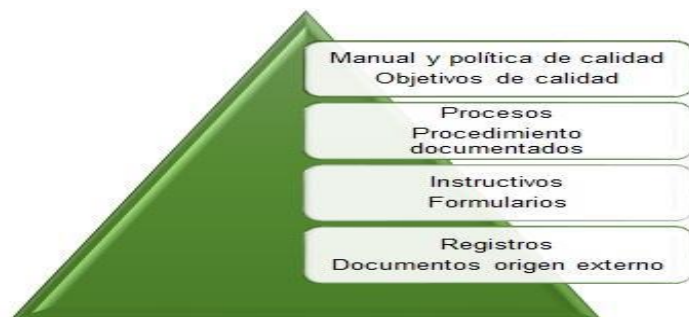 Manual y política de calidad
Objetivos de calidad
Procesos
Procedimiento
documentados
Instructivos
Formularios
Registros
Documentos origen externo